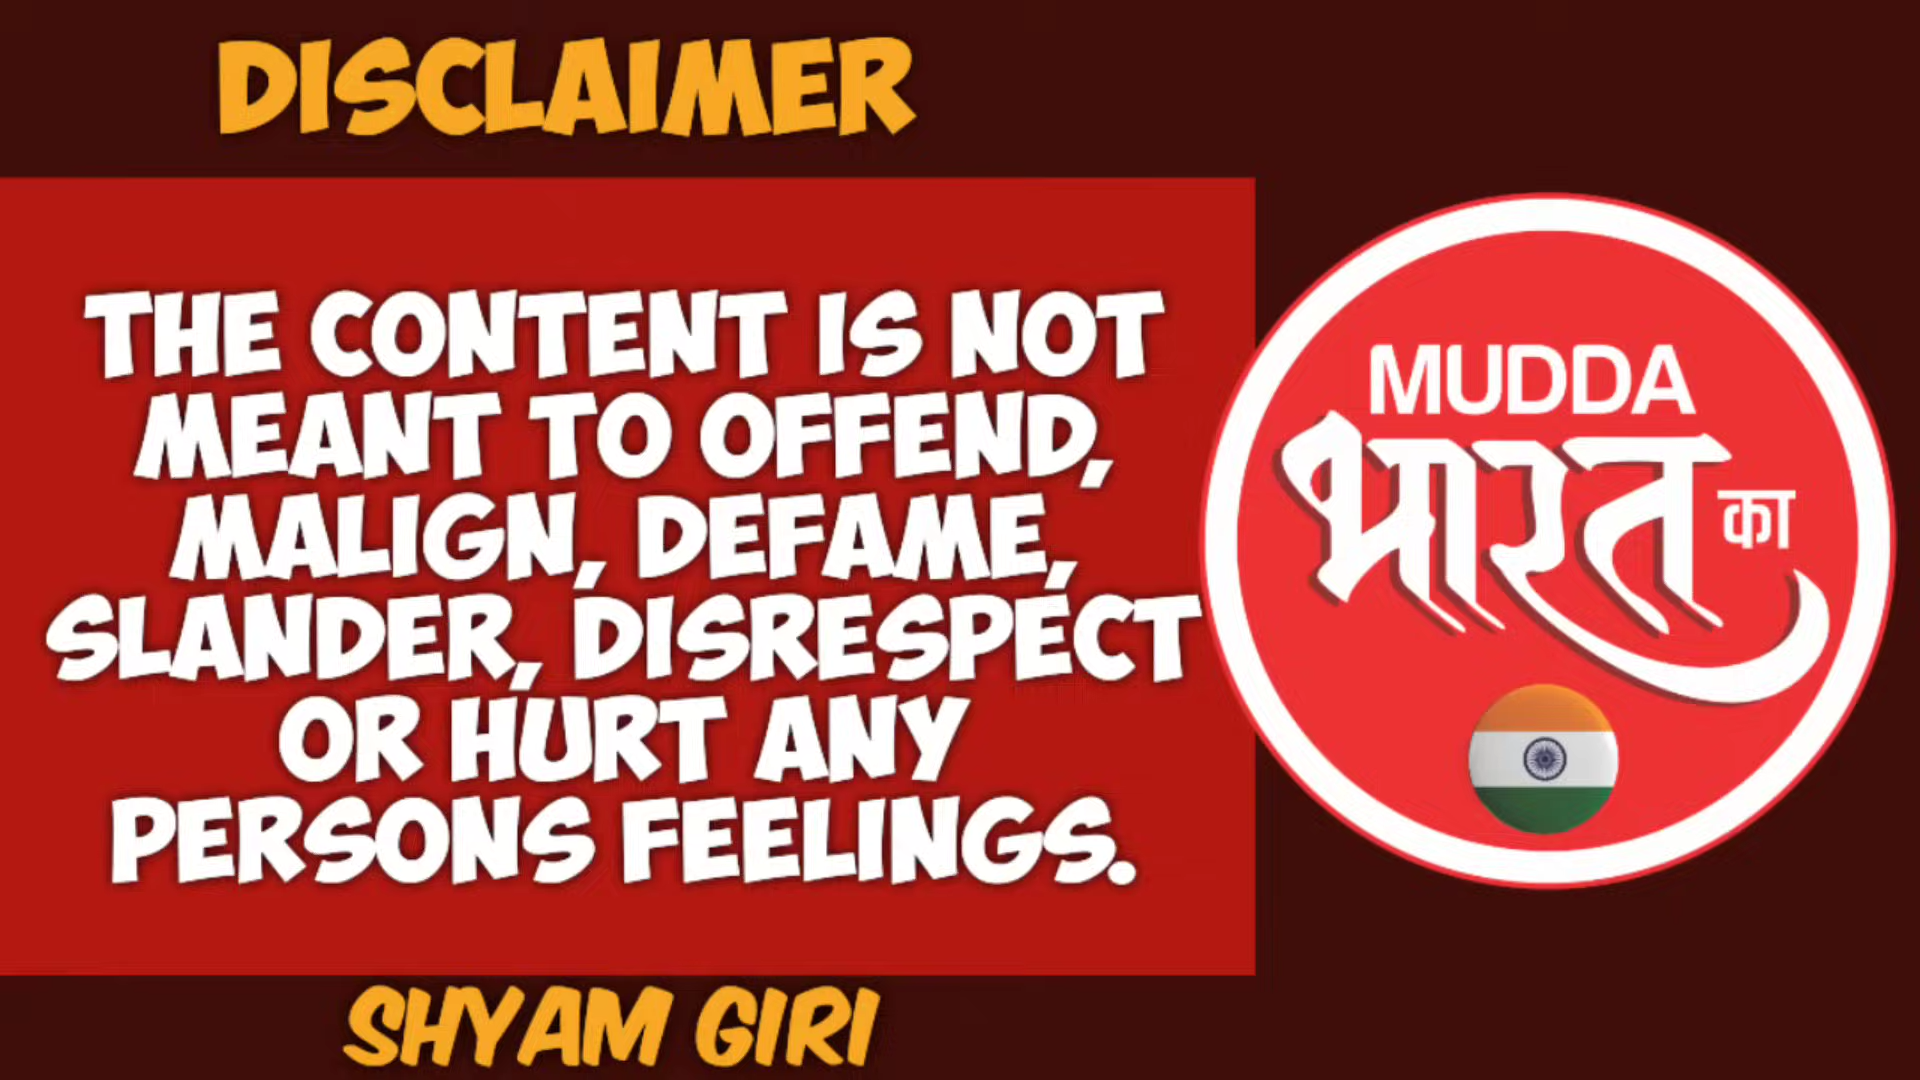 DISCLAIMER
THE CONTENT IS NOT
MEANT TO OFFEND,
MALIGN, DEFAME,
SLANDER, DISRESPECT
OR HURT ANY
PERSONS FEELINGS.
SHYAM GIRI
MUDDA
भारत का